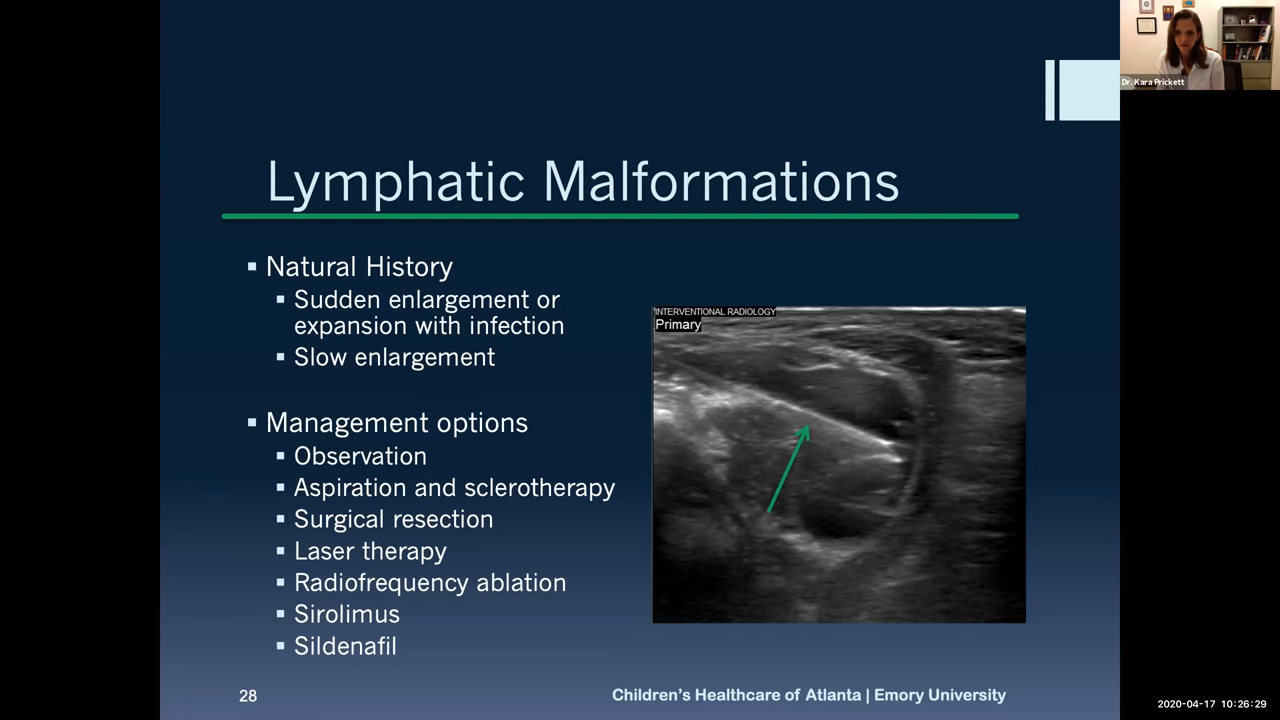 Dr. Kara Prickett
Lymphatic Malformations
Natural History
Sudden enlargement or
expansion with infection
Slow enlargement
Management options
Observation
Aspiration and sclerotherapy
Surgical resection
Laser therapy
Radiofrequency ablation
Sirolimus
Sildenafil
INTERVENTIONAL RADIOLOGY
Primary
28
Children's Healthcare of Atlanta | Emory University
2020-04-17 10:26:29